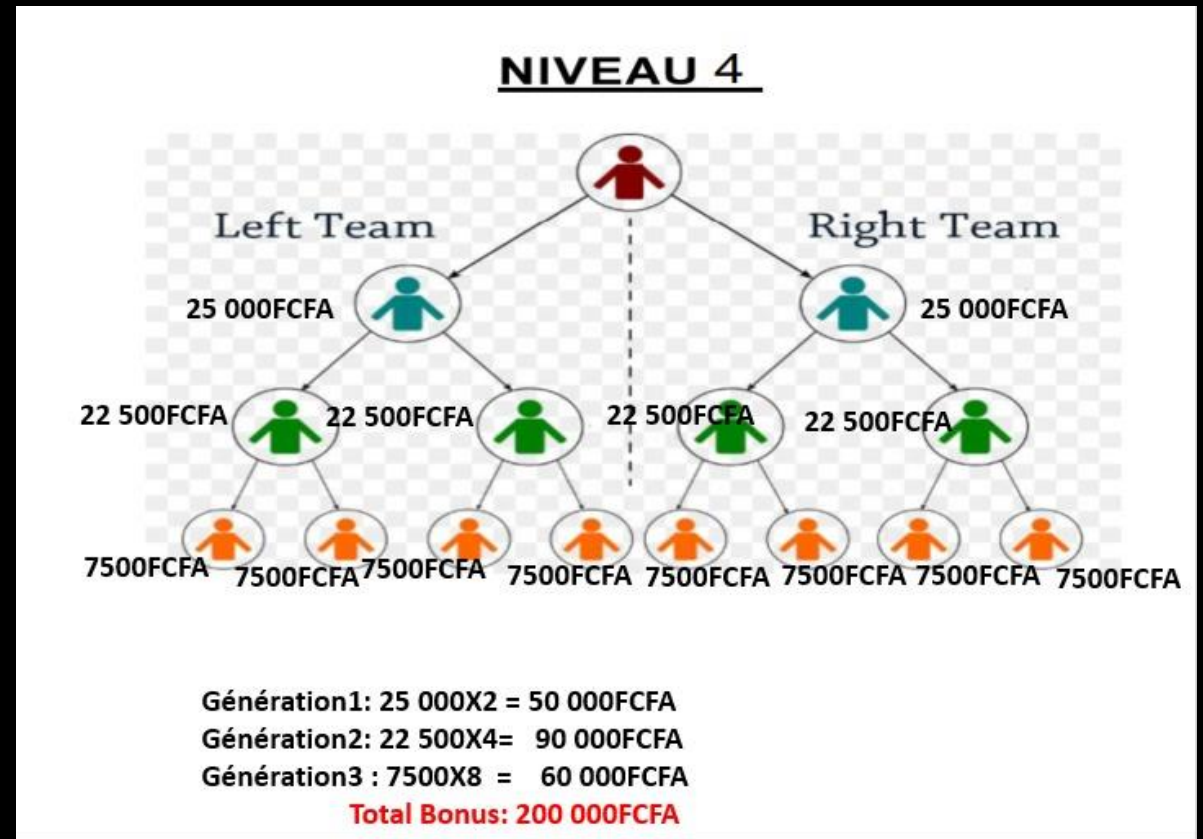 NIVEAU 4
Left Team
Right Team
25 000FCFA
25 000FCFA
22 500FCFA
22 500FCFA
22 500FCFA
22 500FCFA
7500FCFA
7500FCFA
7500FCFA
7500FCFA
7500FCFA
7500FCFA
7500FCFA
7500FCFA
Génération1: 25 000X2 = 50 000FCFA
Génération2: 22 500X4= 90 000FCFA
Génération3 : 7500X8 = 60 000FCFA
Total Bonus: 200 000FCFA